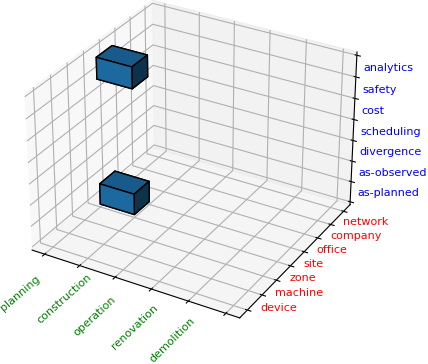 analytics
safety
cost
scheduling
divergence
as-observed
as-planned
network
company
office
site
zone
machine
device
planning
construction
operation
renovation
demolition